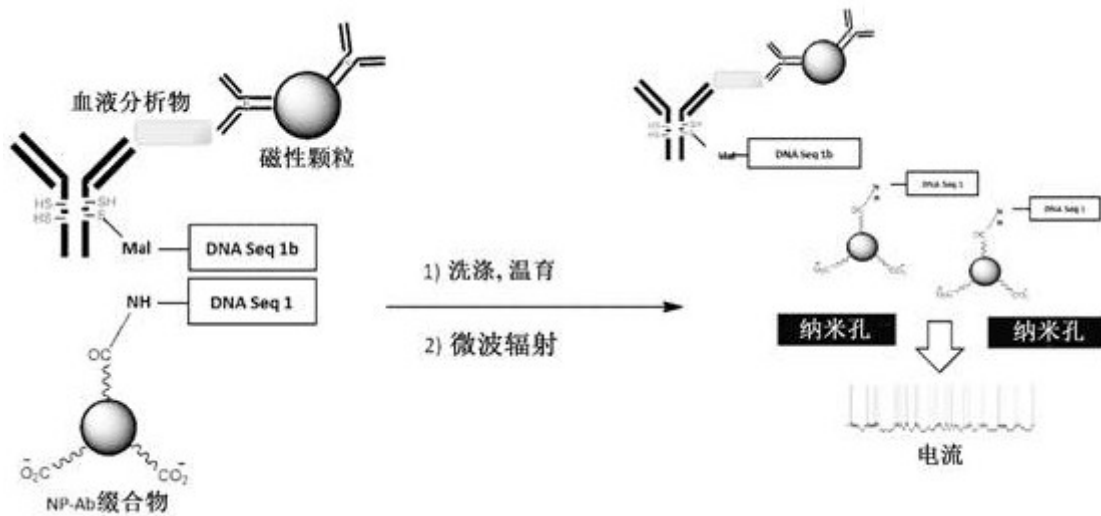 血液分析物
磁性颗粒
HS
SH
HS
S
Mal
DNA Seq 1b
NH
DNA Seq 1
OC
O₂C⁻
CO₂⁻
NP-Ab缀合物
1) 洗涤, 温育
2) 微波辐射
Mal
DNA Seq 1b
DNA Seq 1
DNA Seq 1
纳米孔
纳米孔
电流